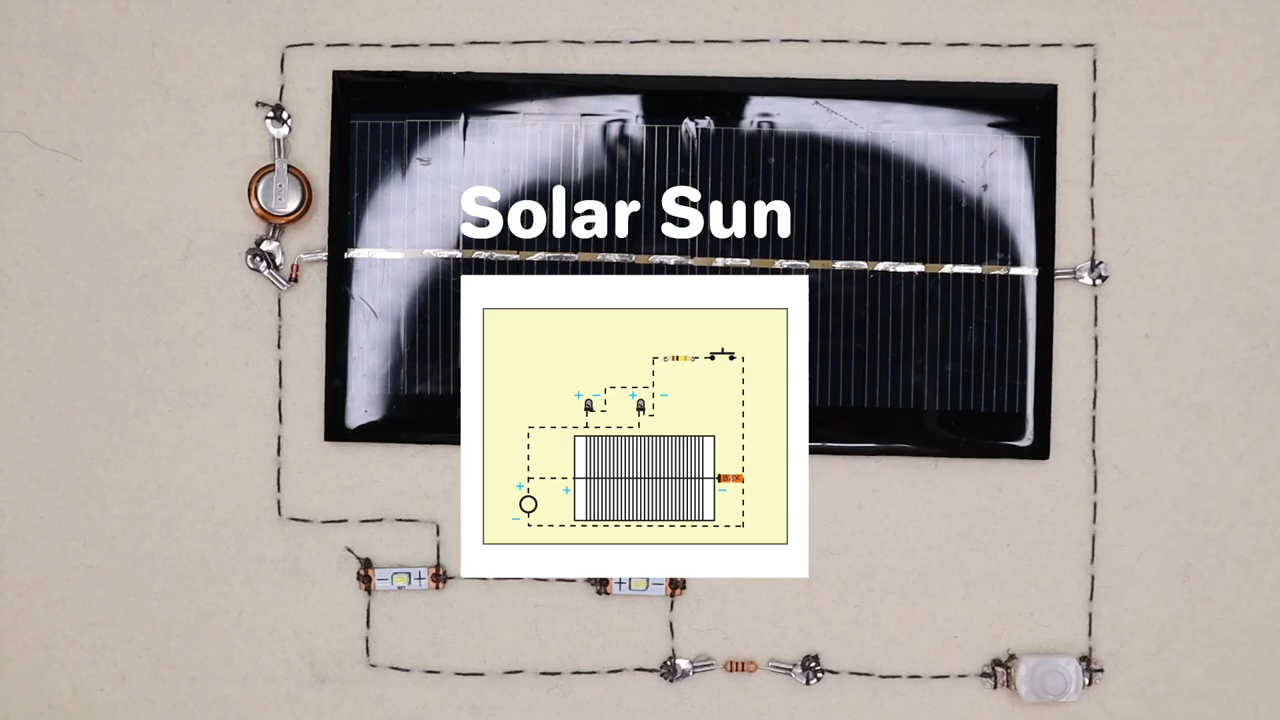 Solar Sun
+ − + −
+
+
− −
− +
+ −